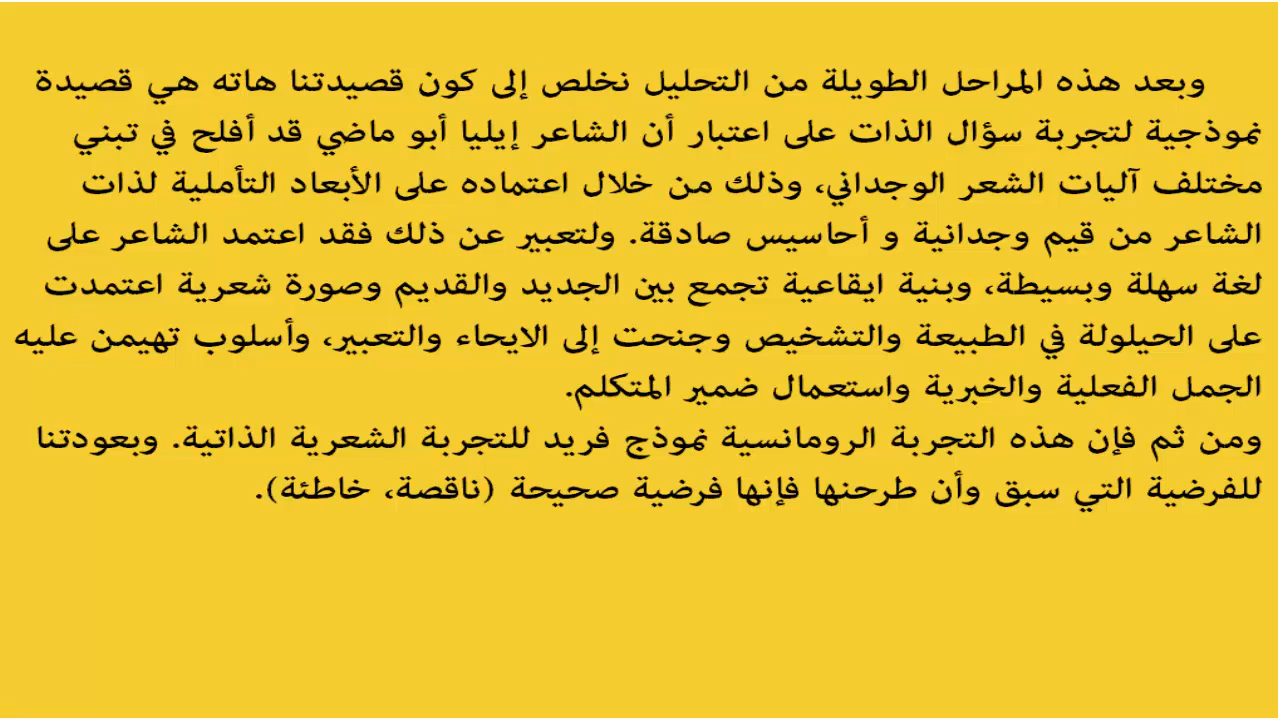 وبعد هذه المراحل الطويلة من التحليل نخلص إلى كون قصيدتنا هاته هي قصيدة
نموذجية لتجربة سؤال الذات على اعتبار أن الشاعر إيليا أبو ماضي قد أفلح في تبني
مختلف آليات الشعر الوجداني، وذلك من خلال اعتماده على الأبعاد التأملية لذات
الشاعر من قيم وجدانية و أحاسيس صادقة. ولتعبير عن ذلك فقد اعتمد الشاعر على
لغة سهلة وبسيطة، وبنية ايقاعية تجمع بين الجديد والقديم وصورة شعرية اعتمدت
على الحيلولة في الطبيعة والتشخيص وجنحت إلى الايحاء والتعبير، وأسلوب تهيمن عليه
الجمل الفعلية والخبرية واستعمال ضمير المتكلم.
ومن ثم فإن هذه التجربة الرومانسية نموذج فريد للتجربة الشعرية الذاتية. وبعودتنا
للفرضية التي سبق وأن طرحنها فإنها فرضية صحيحة (ناقصة، خاطئة).